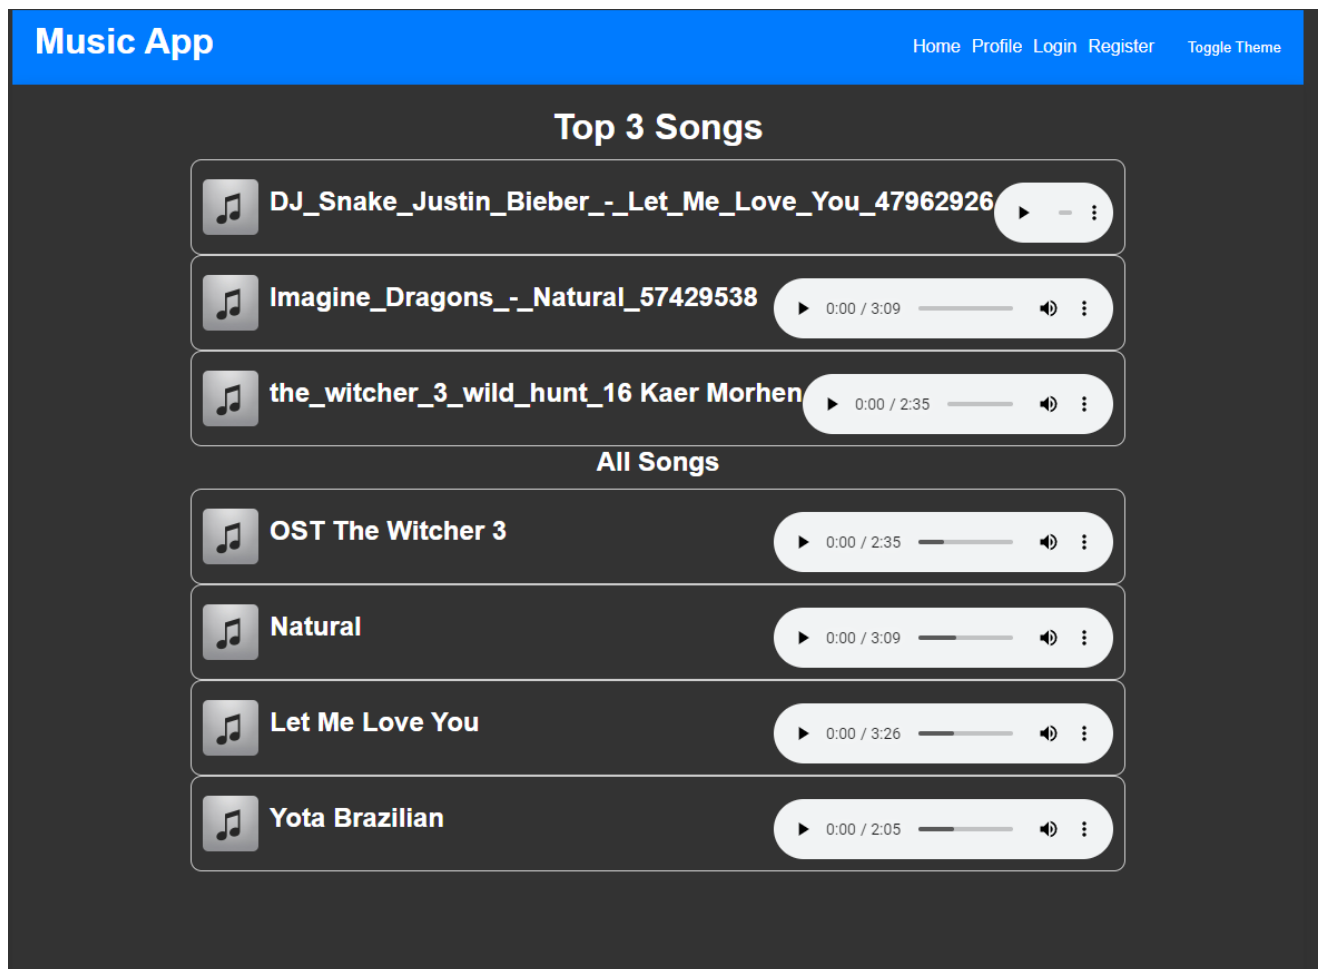 Music App
Home Profile Login Register Toggle Theme
Top 3 Songs
DJ_Snake_Justin_Bieber_-_Let_Me_Love_You_47962926
Imagine_Dragons_-_Natural_57429538 0:00 / 3:09
the_witcher_3_wild_hunt_16 Kaer Morhen 0:00 / 2:35
All Songs
OST The Witcher 3 0:00 / 2:35
Natural 0:00 / 3:09
Let Me Love You 0:00 / 3:26
Yota Brazilian 0:00 / 2:05